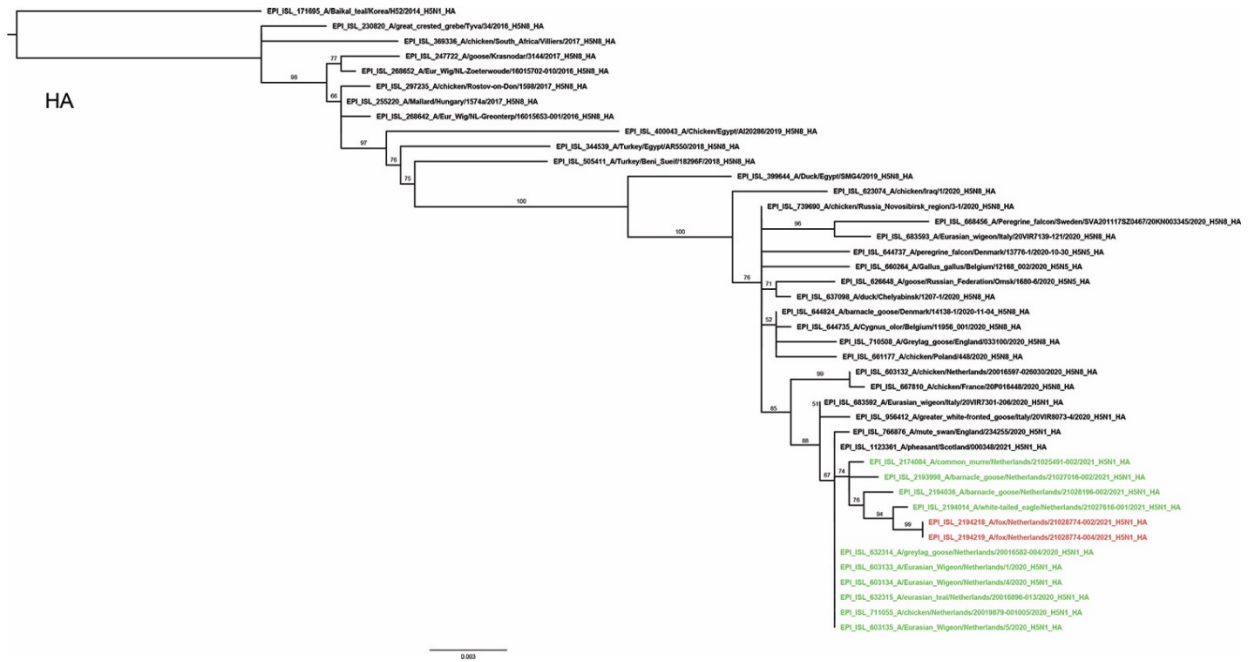 EPI_ISL_171695_A/Baikal_teal/Korea/H52/2014_H5N1_HA
EPI_ISL_230820_A/great_crested_grebe/Tyva/34/2016_H5N8_HA
EPI_ISL_369336_A/chicken/South_Africa/Villiers/2017_H5N8_HA
77
EPI_ISL_247722_A/goose/Krasnodar/3144/2017_H5N8_HA
98
EPI_ISL_268652_A/Eur_Wig/NL-Zoeterwoude/16015702-010/2016_H5N8_HA
HA
66
EPI_ISL_297235_A/chicken/Rostov-on-Don/1598/2017_H5N8_HA
EPI_ISL_255220_A/Mallard/Hungary/1574a/2017_H5N8_HA
EPI_ISL_268642_A/Eur_Wig/NL-Greonterp/16015653-001/2016_H5N8_HA
EPI_ISL_400043_A/Chicken/Egypt/AI20286/2019_H5N8_HA
97
EPI_ISL_344539_A/Turkey/Egypt/AR550/2018_H5N8_HA
76
EPI_ISL_505411_A/Turkey/Beni_Sueif/18296F/2018_H5N8_HA
75
EPI_ISL_399644_A/Duck/Egypt/SMG4/2019_H5N8_HA
EPI_ISL_623074_A/chicken/Iraq/1/2020_H5N8_HA
100
EPI_ISL_739690_A/chicken/Russia_Novosibirsk_region/3-1/2020_H5N8_HA
96
EPI_ISL_668456_A/Peregrine_falcon/Sweden/SVA201117SZ0467/20KN003345/2020_H5N8_HA
100
EPI_ISL_683593_A/Eurasian_wigeon/Italy/20VIR7139-121/2020_H5N8_HA
EPI_ISL_644737_A/peregrine_falcon/Denmark/13776-1/2020-10-30_H5N5_HA
EPI_ISL_660264_A/Gallus_gallus/Belgium/12168_002/2020_H5N5_HA
76
71
EPI_ISL_626648_A/goose/Russian_Federation/Omsk/1680-6/2020_H5N5_HA
EPI_ISL_637098_A/duck/Chelyabinsk/1207-1/2020_H5N8_HA
EPI_ISL_644824_A/barnacle_goose/Denmark/14138-1/2020-11-04_H5N8_HA
52
EPI_ISL_644735_A/Cygnus_olor/Belgium/11956_001/2020_H5N8_HA
EPI_ISL_710508_A/Greylag_goose/England/033100/2020_H5N8_HA
EPI_ISL_661177_A/chicken/Poland/448/2020_H5N8_HA
99
EPI_ISL_603132_A/chicken/Netherlands/20016597-026030/2020_H5N8_HA
EPI_ISL_667810_A/chicken/France/20P016448/2020_H5N8_HA
85
51
EPI_ISL_683592_A/Eurasian_wigeon/Italy/20VIR7301-206/2020_H5N1_HA
EPI_ISL_956412_A/greater_white-fronted_goose/Italy/20VIR8073-4/2020_H5N1_HA
EPI_ISL_766876_A/mute_swan/England/234255/2020_H5N1_HA
88
EPI_ISL_1123361_A/pheasant/Scotland/000348/2021_H5N1_HA
EPI_ISL_2174084_A/common_murre/Netherlands/21025491-002/2021_H5N1_HA
67
74
EPI_ISL_2193998_A/barnacle_goose/Netherlands/21027016-002/2021_H5N1_HA
EPI_ISL_2194036_A/barnacle_goose/Netherlands/21028196-002/2021_H5N1_HA
76
EPI_ISL_2194014_A/white-tailed_eagle/Netherlands/21027616-001/2021_H5N1_HA
94
EPI_ISL_2194218_A/fox/Netherlands/21028774-002/2021_H5N1_HA
99
EPI_ISL_2194219_A/fox/Netherlands/21028774-004/2021_H5N1_HA
EPI_ISL_632314_A/greylag_goose/Netherlands/20016582-004/2020_H5N1_HA
EPI_ISL_603133_A/Eurasian_Wigeon/Netherlands/1/2020_H5N1_HA
EPI_ISL_603134_A/Eurasian_Wigeon/Netherlands/4/2020_H5N1_HA
EPI_ISL_632315_A/eurasian_teal/Netherlands/20016896-013/2020_H5N1_HA
EPI_ISL_711055_A/chicken/Netherlands/20019879-001005/2020_H5N1_HA
EPI_ISL_603135_A/Eurasian_Wigeon/Netherlands/5/2020_H5N1_HA
0.003